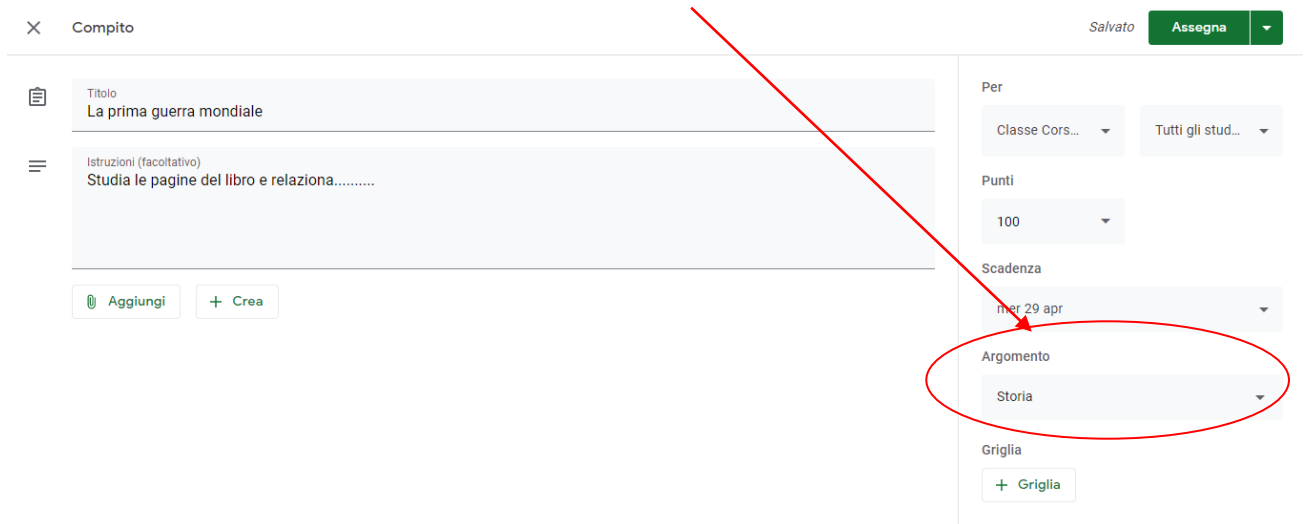 Compito
Salvato
Assegna
Titolo
La prima guerra mondiale
Istruzioni (facoltativo)
Studia le pagine del libro e relaziona..........
Aggiungi
Crea
Per
Classe Cors...
Tutti gli stud...
Punti
100
Scadenza
mer 29 apr
Argomento
Storia
Griglia
Griglia